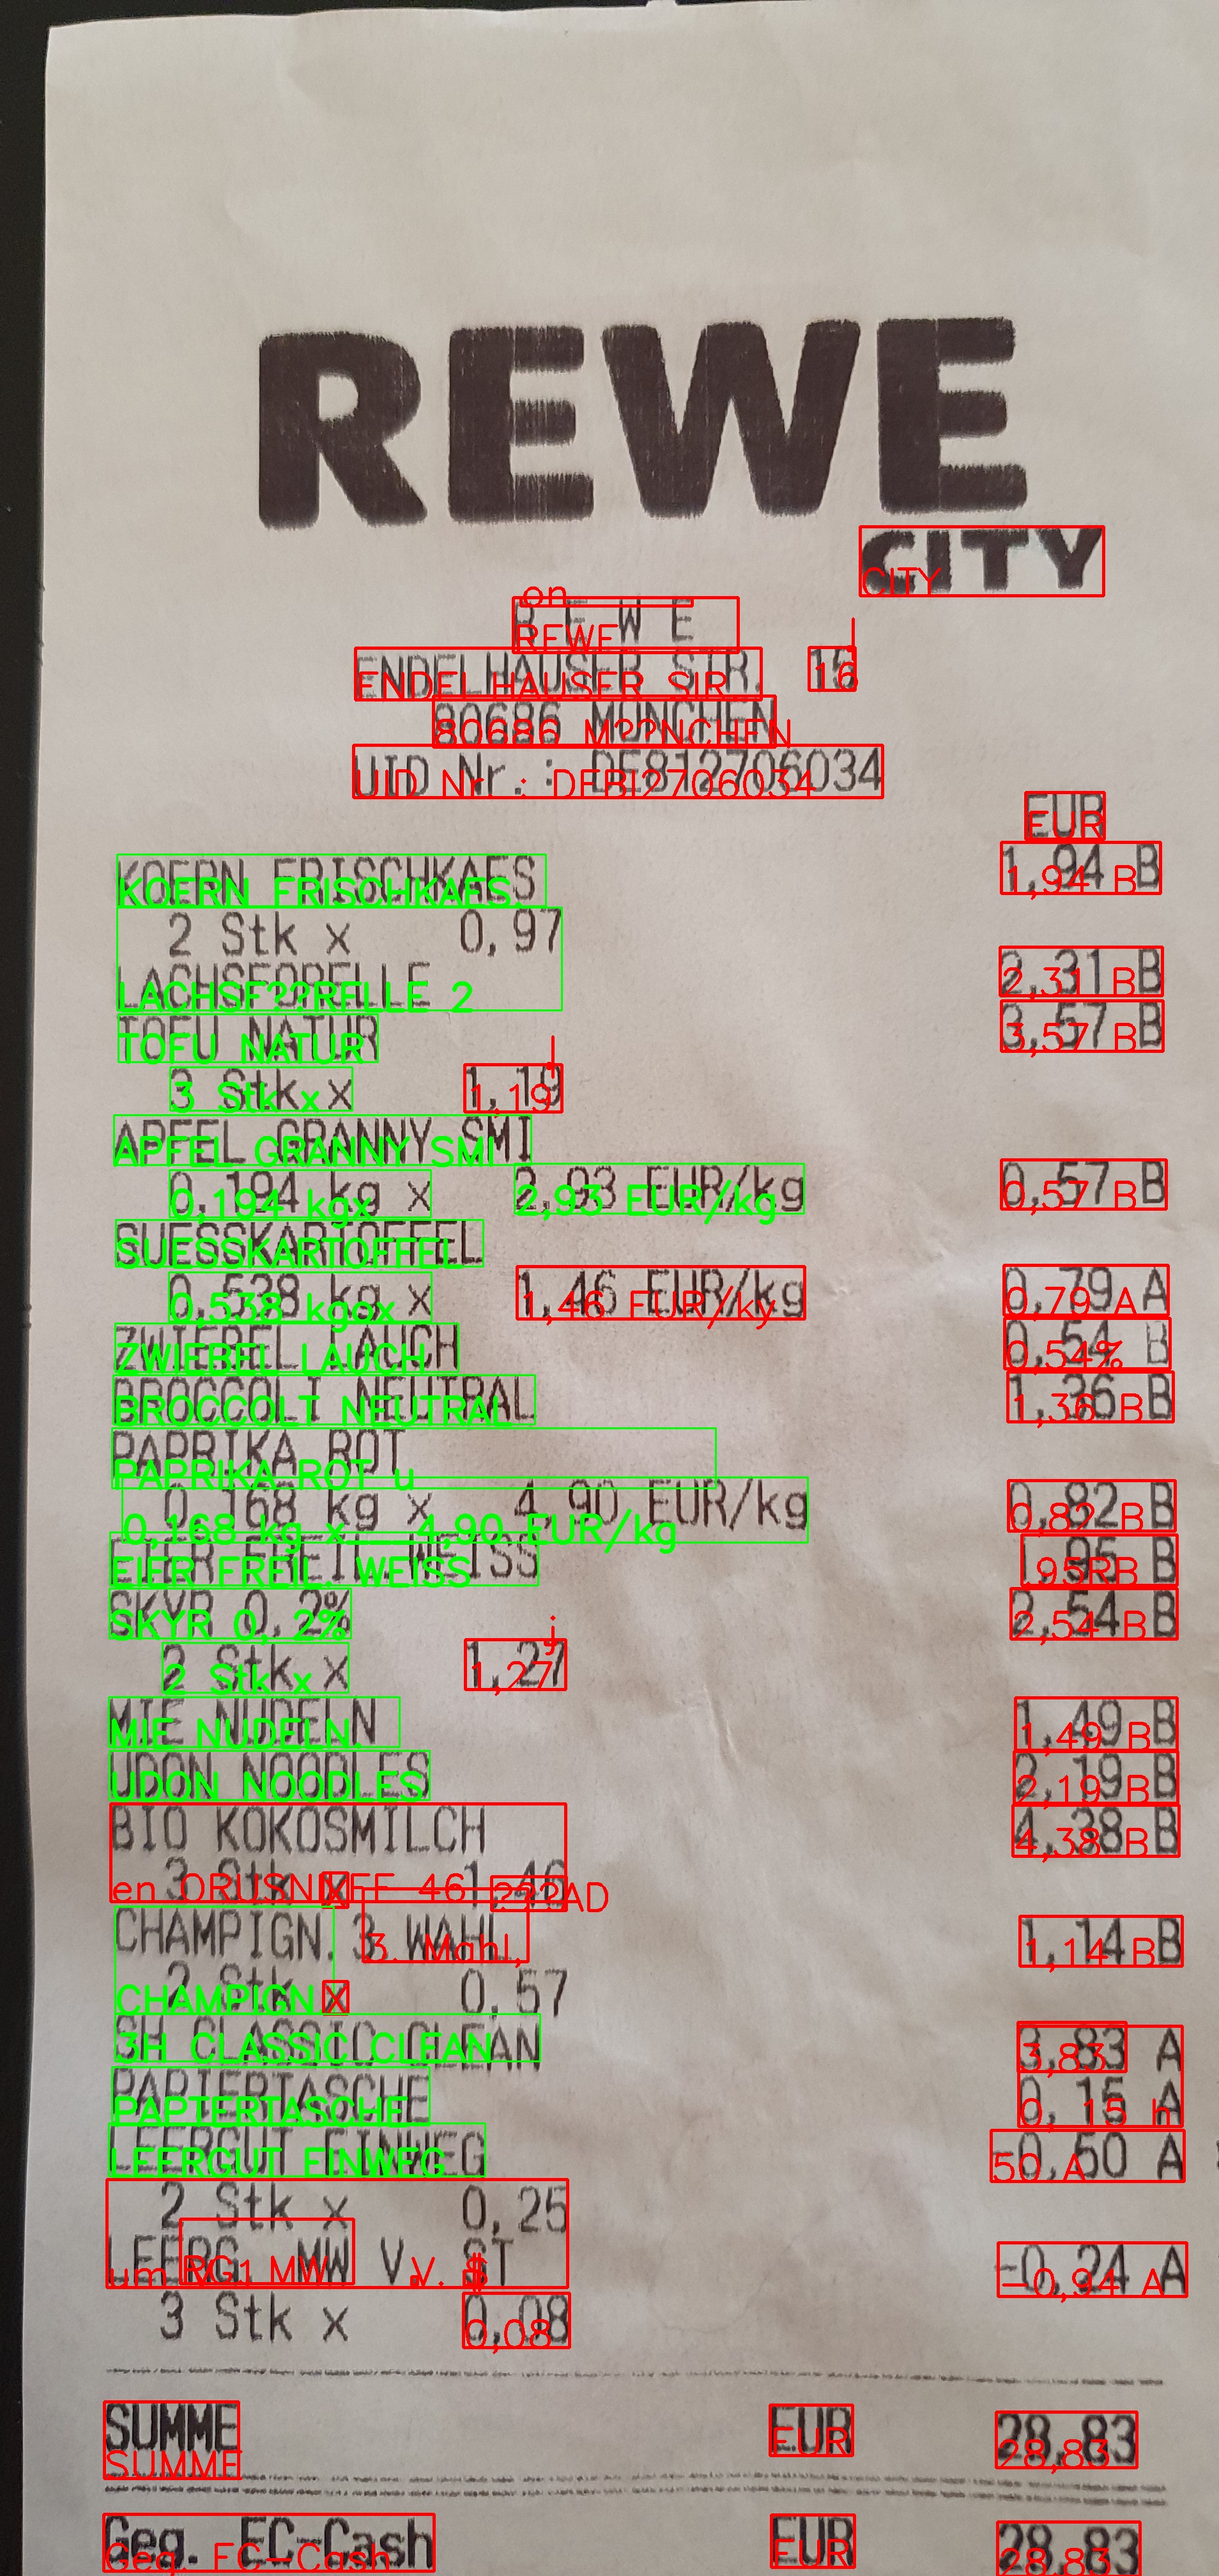 REWE
CITY
R E W E
ENDELHAUSER STR. 15
80686 MÜNCHEN
UID Nr.: DE812706034
EUR
KOERN FRISCHKAES 1,94 B
2 Stk x 0,97
LACHSFORELLE 2,31 B
TOFU NATUR 3,57 B
3 Stk x 1,19
APFEL GRANNY SMI
0,194 kg x 2,93 EUR/kg 0,57 B
SUESSKARTOFFEL
0,538 kg x 1,46 EUR/kg 0,79 A
ZWIEBEL LAUCH 0,54 B
BROCCOLI NEUTRAL 1,36 B
PAPRIKA ROT
0,168 kg x 4,90 EUR/kg 0,82 B
EIER FREIL. WEISS 1,95 B
SKYR 0,2% 2,54 B
2 Stk x 1,27
MIE NUDELN 1,49 B
UDON NOODLES 2,19 B
BIO KOKOSMILCH 4,38 B
3 Stk x 1,46
CHAMPIGN. 3 WAHL 1,14 B
2 Stk x 0,57
SH CLASSIC CLEAN 3,83 A
PAPIERTASCHE 0,15 A
LEERGUT EINWEG -0,50 A
2 Stk x 0,25
LEERG. MW V. ST -0,24 A
3 Stk x 0,08
SUMME EUR 28,83
Geg. EC-Cash EUR 28,83